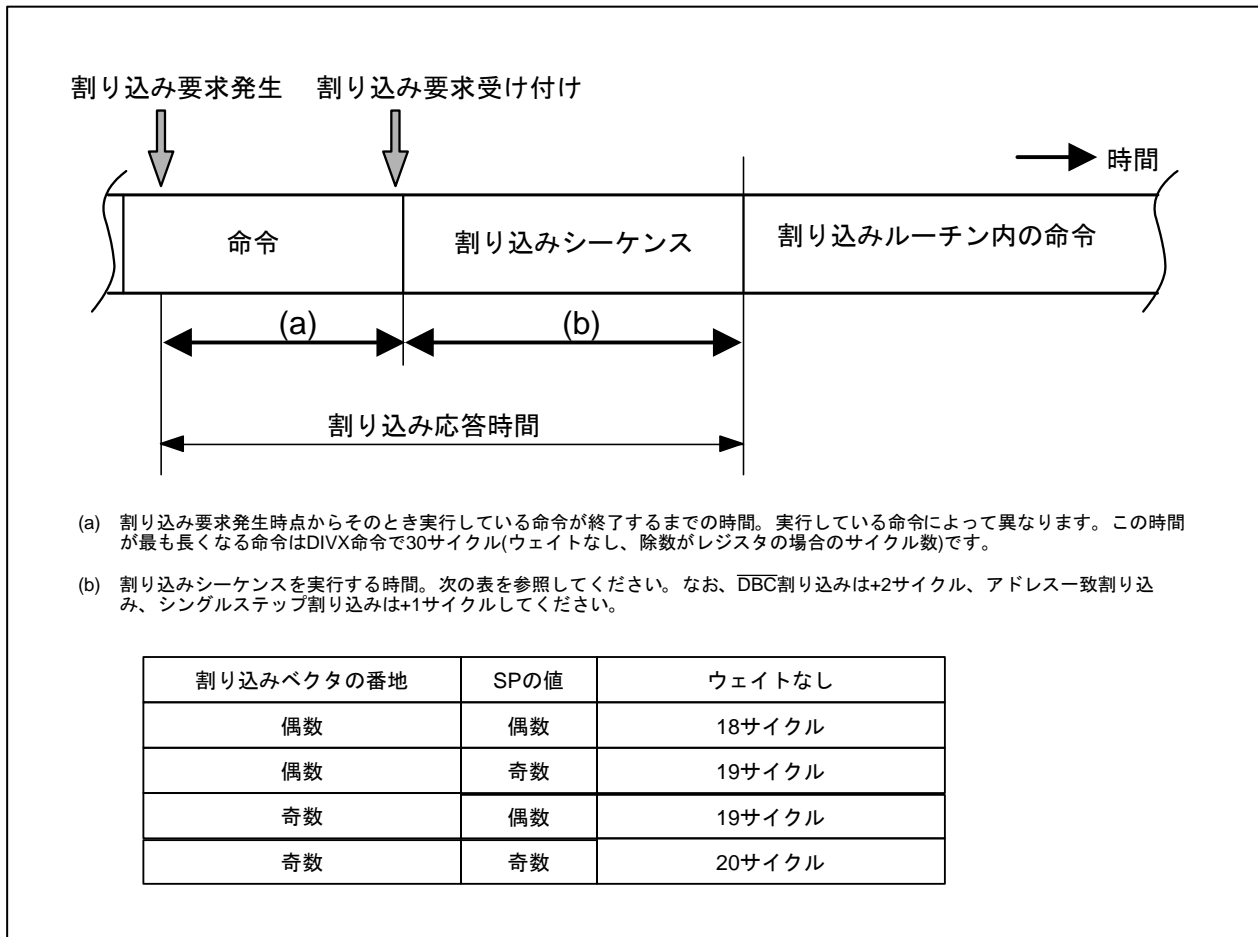 割り込み要求発生 割り込み要求受け付け
時間
命令 割り込みシーケンス 割り込みルーチン内の命令
(a) (b)
割り込み応答時間
(a) 割り込み要求発生時点からそのとき実行している命令が終了するまでの時間。実行している命令によって異なります。この時間
が最も長くなる命令はDIVX命令で30サイクル(ウェイトなし、除数がレジスタの場合のサイクル数)です。
(b) 割り込みシーケンスを実行する時間。次の表を参照してください。なお、DBC割り込みは+2サイクル、アドレス一致割り込
み、シングルステップ割り込みは+1サイクルしてください。
割り込みベクタの番地 SPの値 ウェイトなし
偶数 偶数 18サイクル
偶数 奇数 19サイクル
奇数 偶数 19サイクル
奇数 奇数 20サイクル